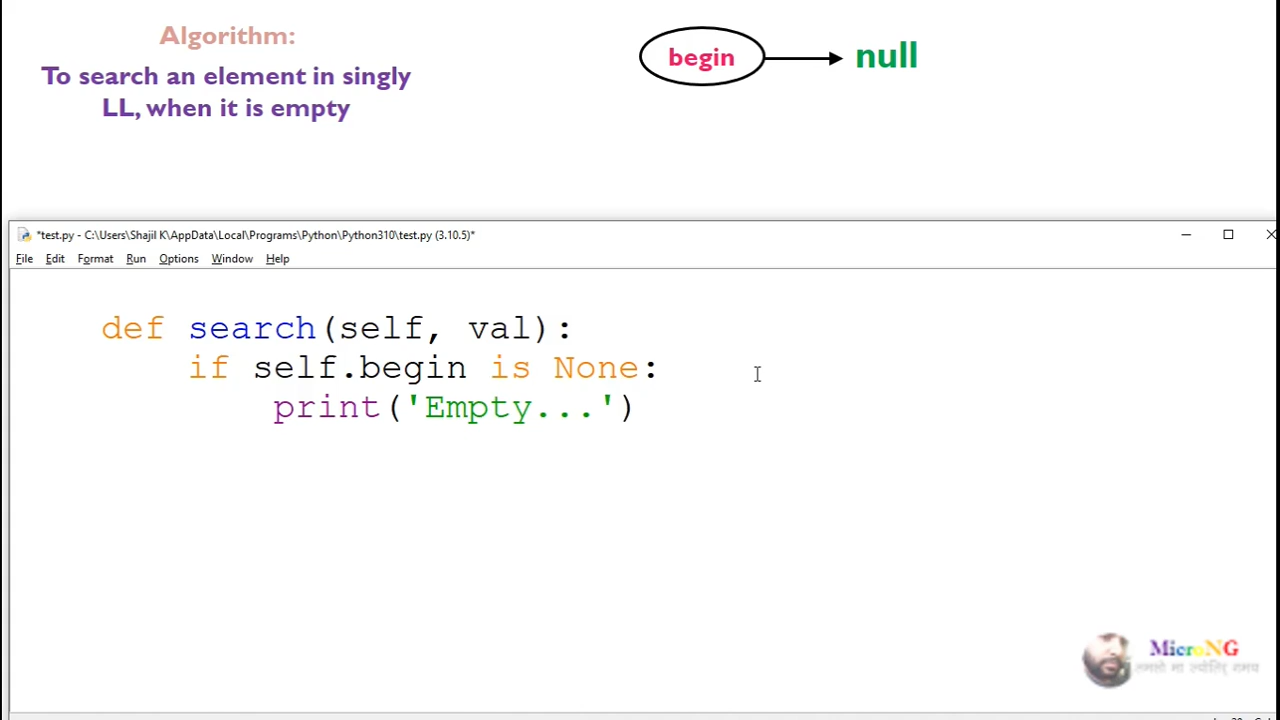 Algorithm:
To search an element in singly
LL, when it is empty
begin
null
*test.py - C:\Users\Shajil K\AppData\Local\Programs\Python\Python310\test.py (3.10.5)*
File Edit Format Run Options Window Help
def search(self, val):
if self.begin is None:
print('Empty...')
MicroNG
तमसो मा ज्योतिर् गमय